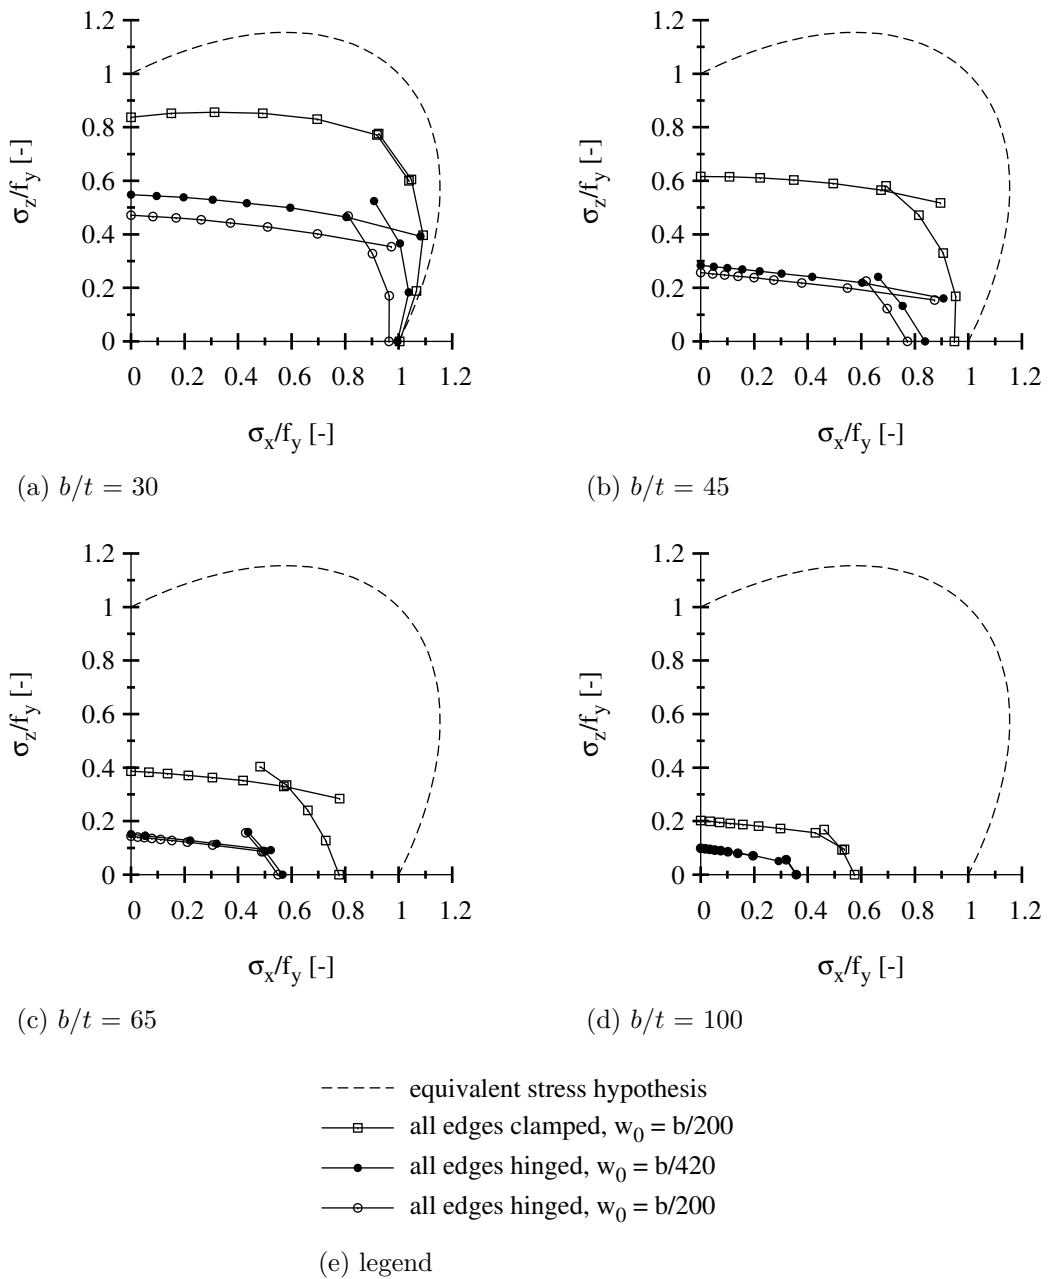 1.2
1
0.8
0.6
0.4
0.2
0
σz/fy [-]
0 0.2 0.4 0.6 0.8 1 1.2
σx/fy [-]
(a) b/t = 30
1.2
1
0.8
0.6
0.4
0.2
0
σz/fy [-]
0 0.2 0.4 0.6 0.8 1 1.2
σx/fy [-]
(b) b/t = 45
1.2
1
0.8
0.6
0.4
0.2
0
σz/fy [-]
0 0.2 0.4 0.6 0.8 1 1.2
σx/fy [-]
(c) b/t = 65
1.2
1
0.8
0.6
0.4
0.2
0
σz/fy [-]
0 0.2 0.4 0.6 0.8 1 1.2
σx/fy [-]
(d) b/t = 100
equivalent stress hypothesis
all edges clamped, w0 = b/200
all edges hinged, w0 = b/420
all edges hinged, w0 = b/200
(e) legend